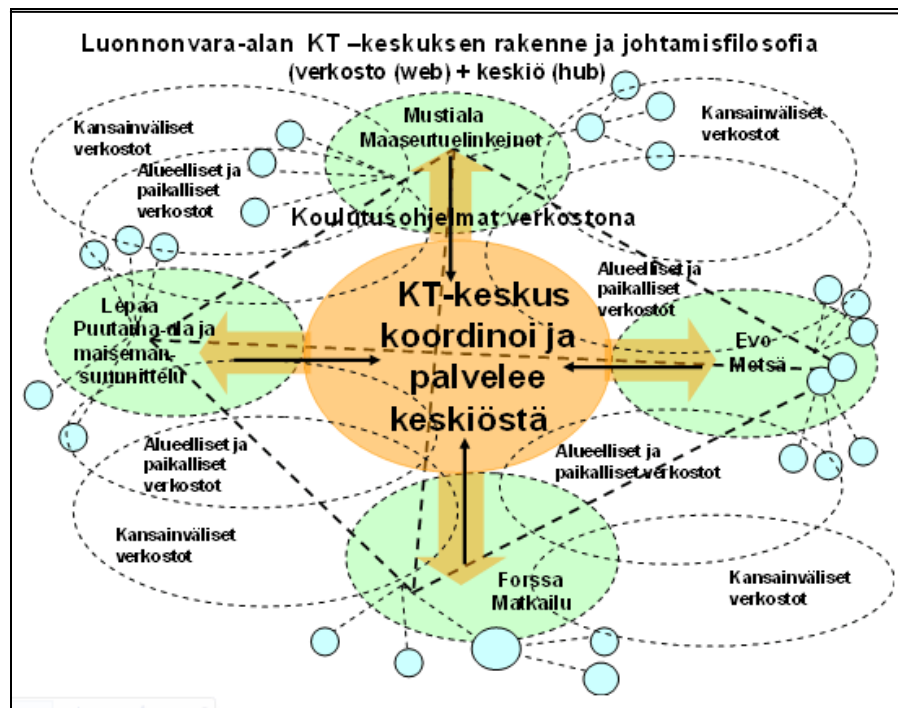 Luonnonvara-alan KT –keskuksen rakenne ja johtamisfilosofia
(verkosto (web) + keskiö (hub)
Kansainväliset
verkostot
Mustiala
Maaseutuelinkeinot
Kansainväliset
verkostot
Alueelliset ja
paikalliset
verkostot
Koulutusohjelmat verkostona
Alueelliset ja
paikalliset
verkostot
Lepaa
Puutarha-ala ja
maiseman-
suunnittelu
KT-keskus
koordinoi ja
palvelee
keskiöstä
Evo
Metsä
Alueelliset ja
paikalliset
verkostot
Alueelliset ja
paikalliset verkostot
Kansainväliset
verkostot
Forssa
Matkailu
Kansainväliset
verkostot